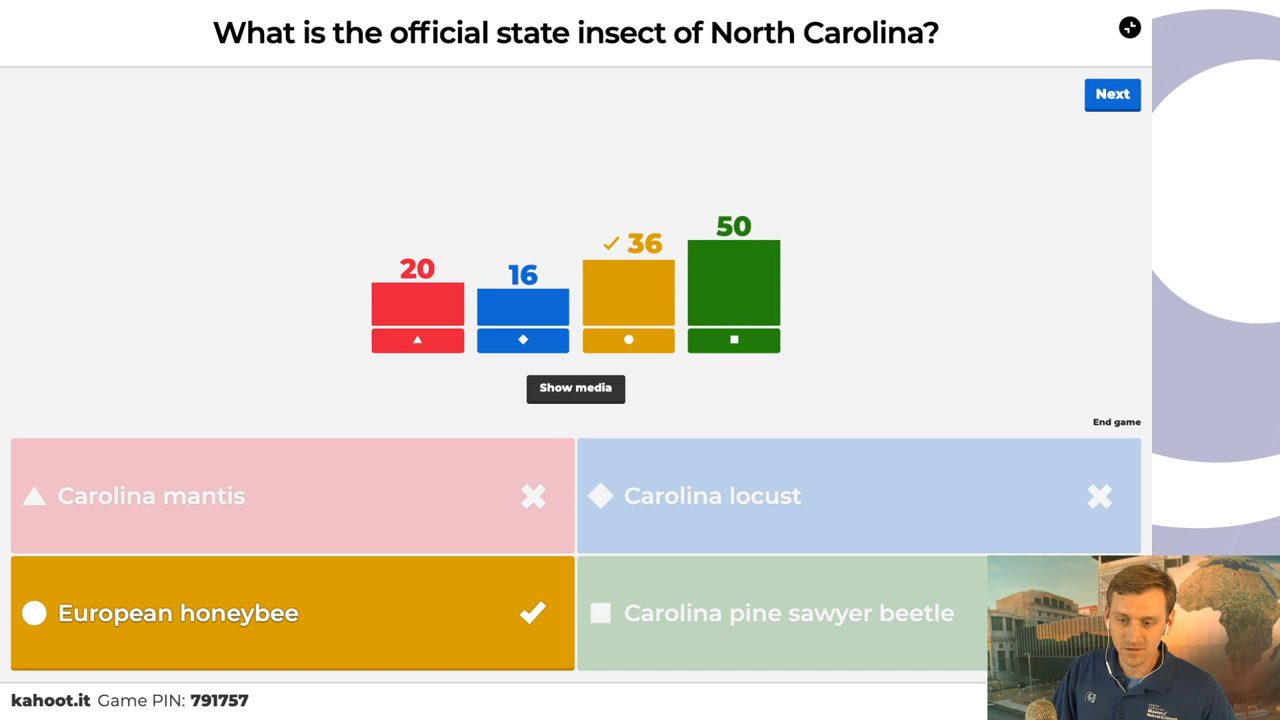 What is the official state insect of North Carolina?
Next
20
16
36
50
Show media
End game
Carolina mantis
Carolina locust
European honeybee
Carolina pine sawyer beetle
kahoot.it Game PIN: 791757